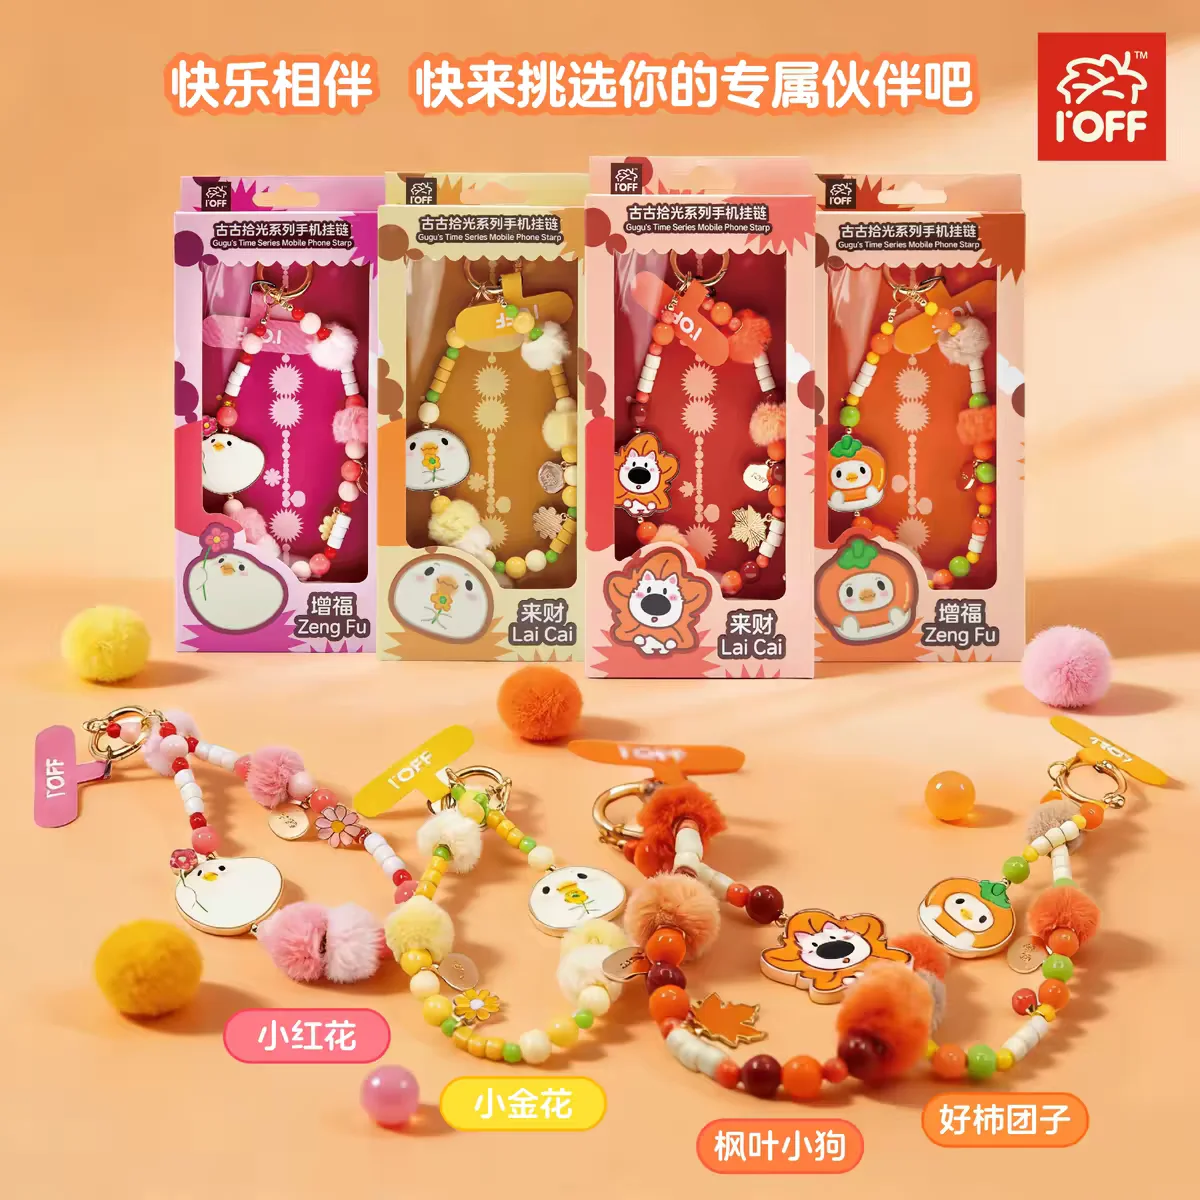 快乐相伴 快来挑选你的专属伙伴吧
I'OFF™
I'OFF
古古拾光系列手机挂链
Gugu's Time Series Mobile Phone Starp
I'OFF
增福
Zeng Fu
I'OFF
古古拾光系列手机挂链
Gugu's Time Series Mobile Phone Starp
I'OFF
来财
Lai Cai
I'OFF
古古拾光系列手机挂链
Gugu's Time Series Mobile Phone Starp
I'OFF
来财
Lai Cai
I'OFF
古古拾光系列手机挂链
Gugu's Time Series Mobile Phone Starp
增福
Zeng Fu
I'OFF
I'OFF
I'OFF
I'OFF
小红花
小金花
枫叶小狗
好柿团子